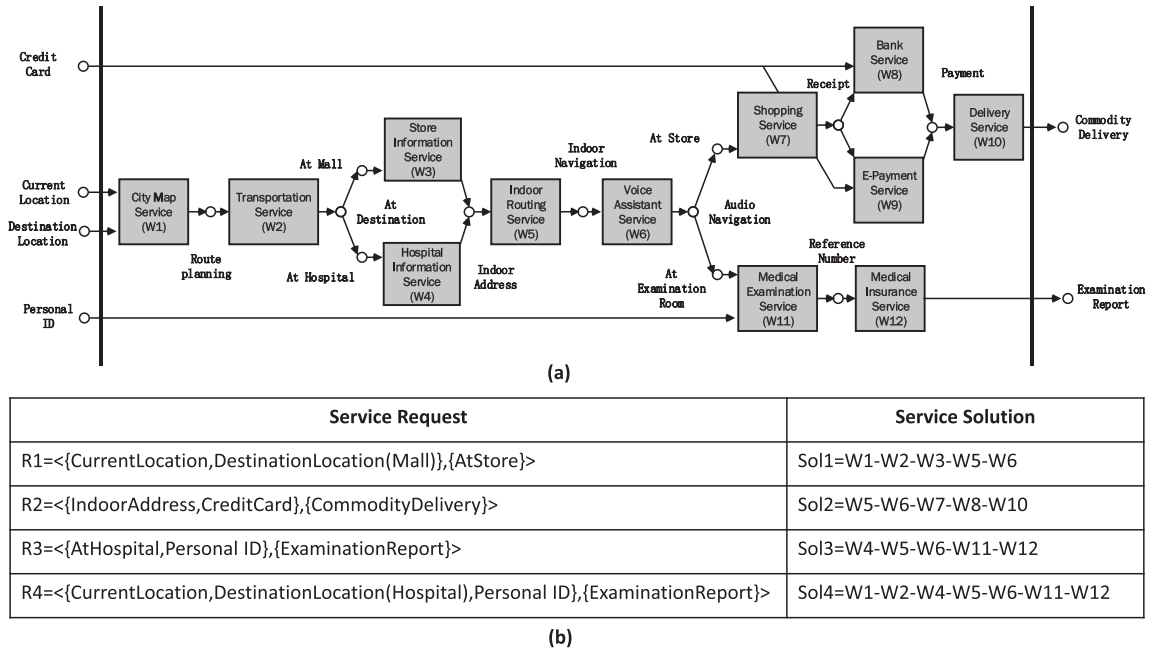 Credit
Card
Current
Location
Destination
Location
Personal
ID
City Map
Service
(W1)
Route
planning
Transportation
Service
(W2)
At Mall
At
Destination
At Hospital
Store
Information
Service
(W3)
Hospital
Information
Service
(W4)
Indoor
Address
Indoor
Routing
Service
(W5)
Indoor
Navigation
Voice
Assistant
Service
(W6)
At Store
Audio
Navigation
At
Examination
Room
Shopping
Service
(W7)
Receipt
Bank
Service
(W8)
E-Payment
Service
(W9)
Payment
Delivery
Service
(W10)
Commodity
Delivery
Medical
Examination
Service
(W11)
Reference
Number
Medical
Insurance
Service
(W12)
Examination
Report
(a)
Service Request
Service Solution
R1=<{CurrentLocation,DestinationLocation(Mall)},{AtStore}>
Sol1=W1-W2-W3-W5-W6
R2=<{IndoorAddress,CreditCard},{CommodityDelivery}>
Sol2=W5-W6-W7-W8-W10
R3=<{AtHospital,Personal ID},{ExaminationReport}>
Sol3=W4-W5-W6-W11-W12
R4=<{CurrentLocation,DestinationLocation(Hospital),Personal ID},{ExaminationReport}>
Sol4=W1-W2-W4-W5-W6-W11-W12
(b)